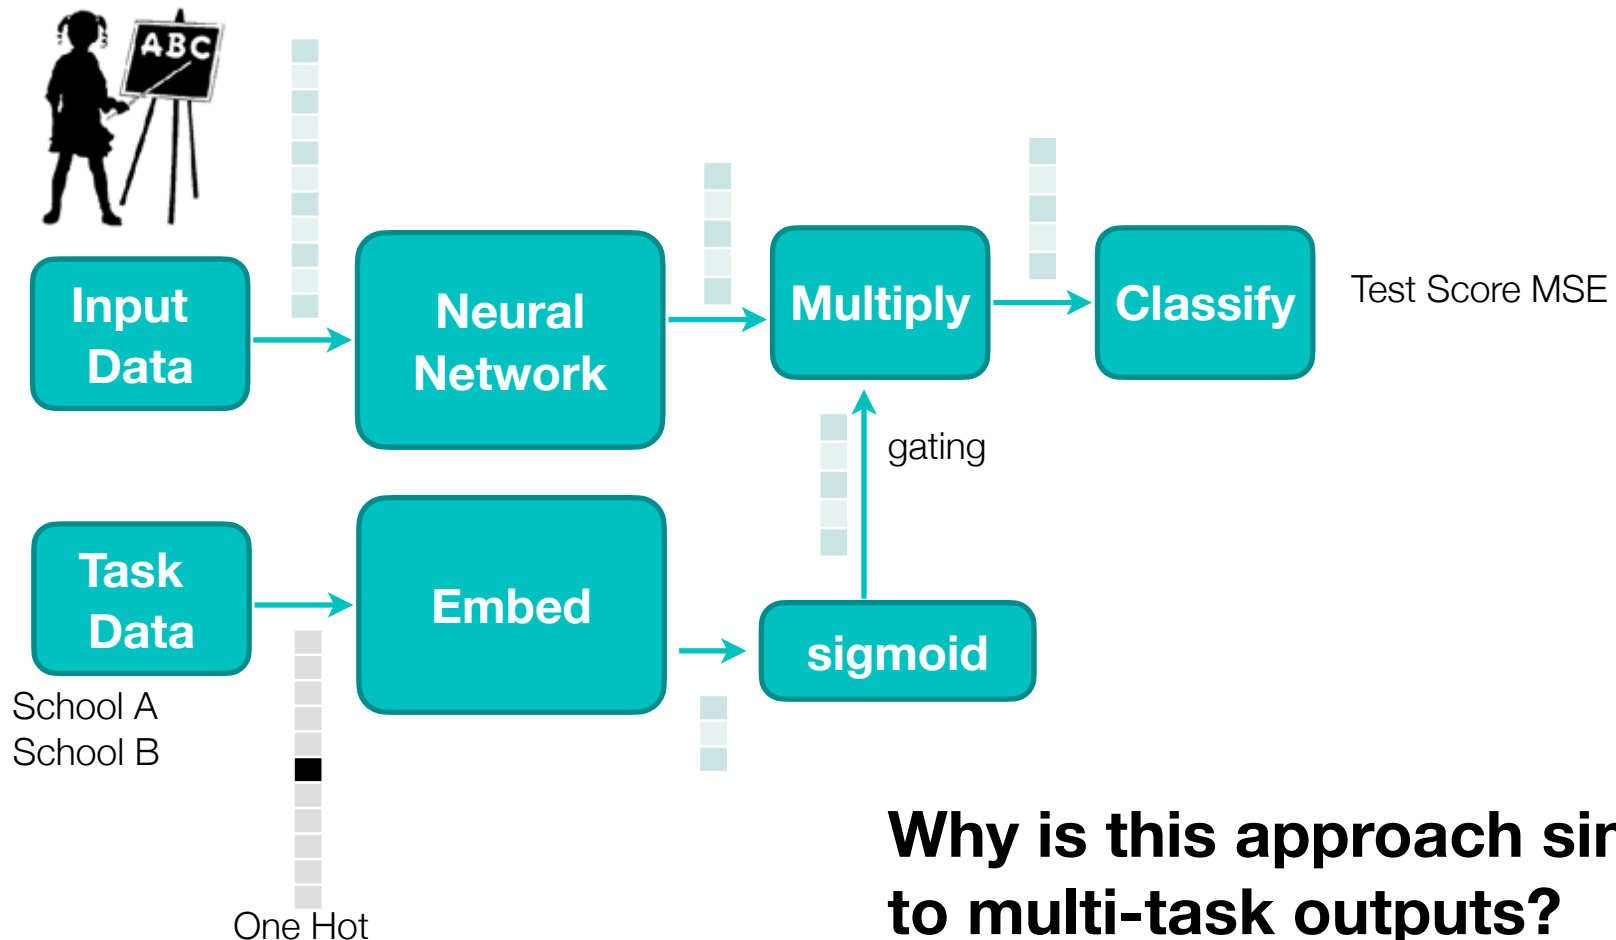 ABC
Input
Data
Neural
Network
Multiply
Classify
Test Score MSE
gating
Task
Data
Embed
sigmoid
School A
School B
One Hot
Why is this approach
to multi-task outputs?